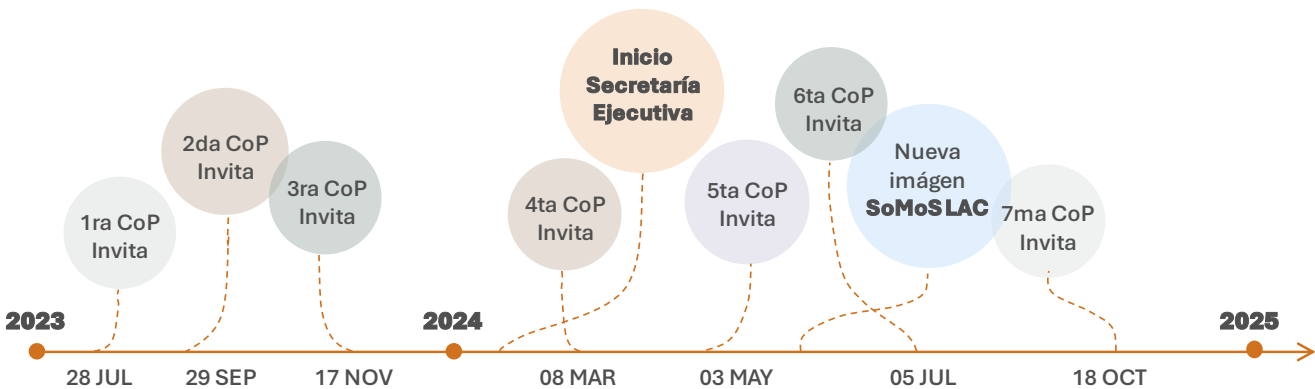 Inicio
Secretaría
Ejecutiva
6ta CoP
Invita
2da CoP
Invita
Nueva
imágen
SoMoS LAC
3ra CoP
Invita
4ta CoP
Invita
5ta CoP
Invita
1ra CoP
Invita
7ma CoP
Invita
2023
2024
2025
28 JUL
29 SEP
17 NOV
08 MAR
03 MAY
05 JUL
18 OCT